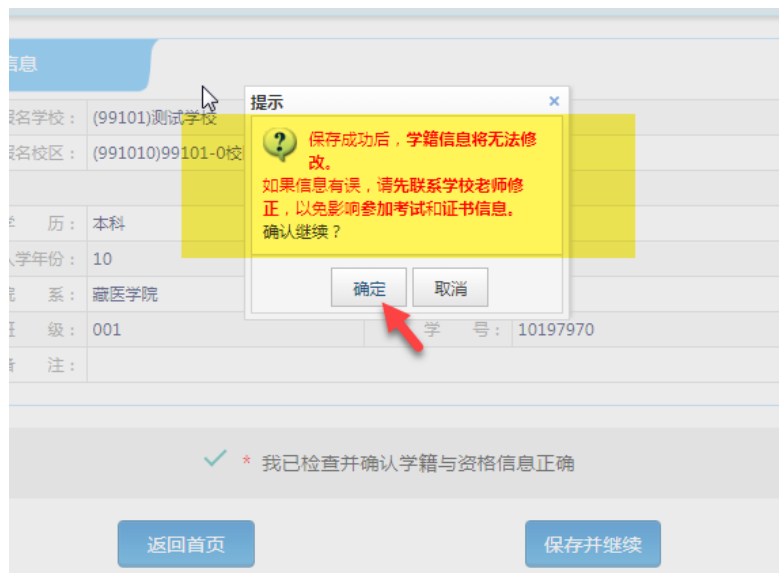 信息
提示 ×
报名学校： (99101)测试学校
报名校区： (991010)99101-0校
保存成功后，学籍信息将无法修
改。
如果信息有误，请先联系学校老师修
正，以免影响参加考试和证书信息。
确认继续？
学 历： 本科
入学年份： 10
院 系： 藏医学院
确定 取消
班 级： 001 学 号： 10197970
备 注：
* 我已检查并确认学籍与资格信息正确
返回首页 保存并继续